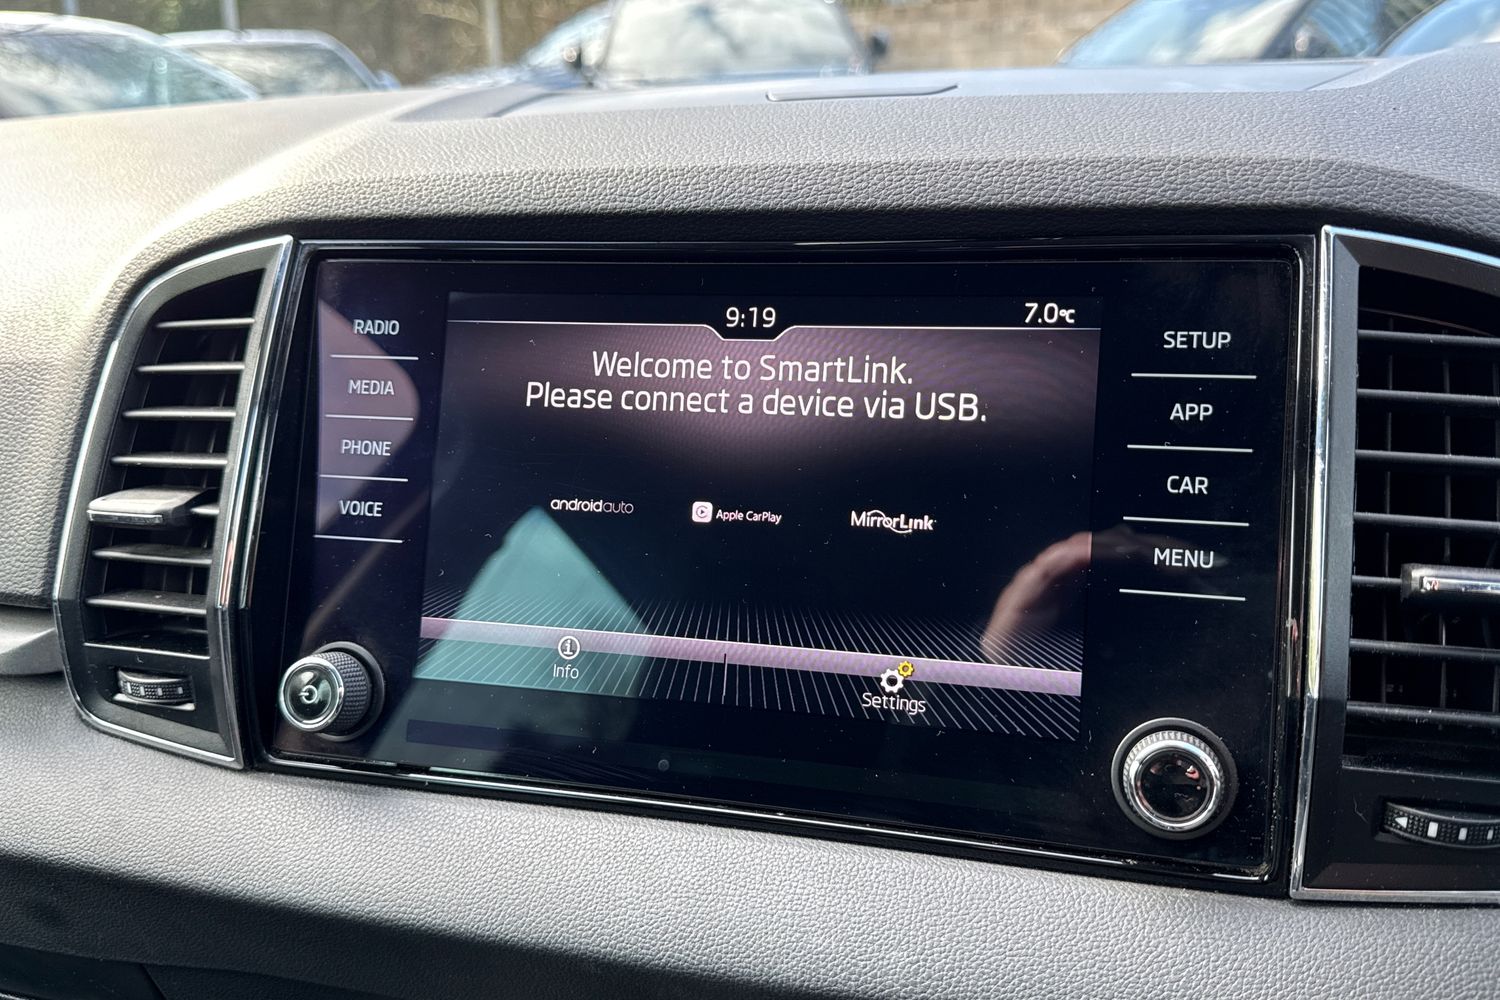 9:19
7.0°C
RADIO
MEDIA
PHONE
VOICE
Welcome to SmartLink.
Please connect a device via USB.
androidauto
Apple CarPlay
MirrorLink
Info
Settings
SETUP
APP
CAR
MENU